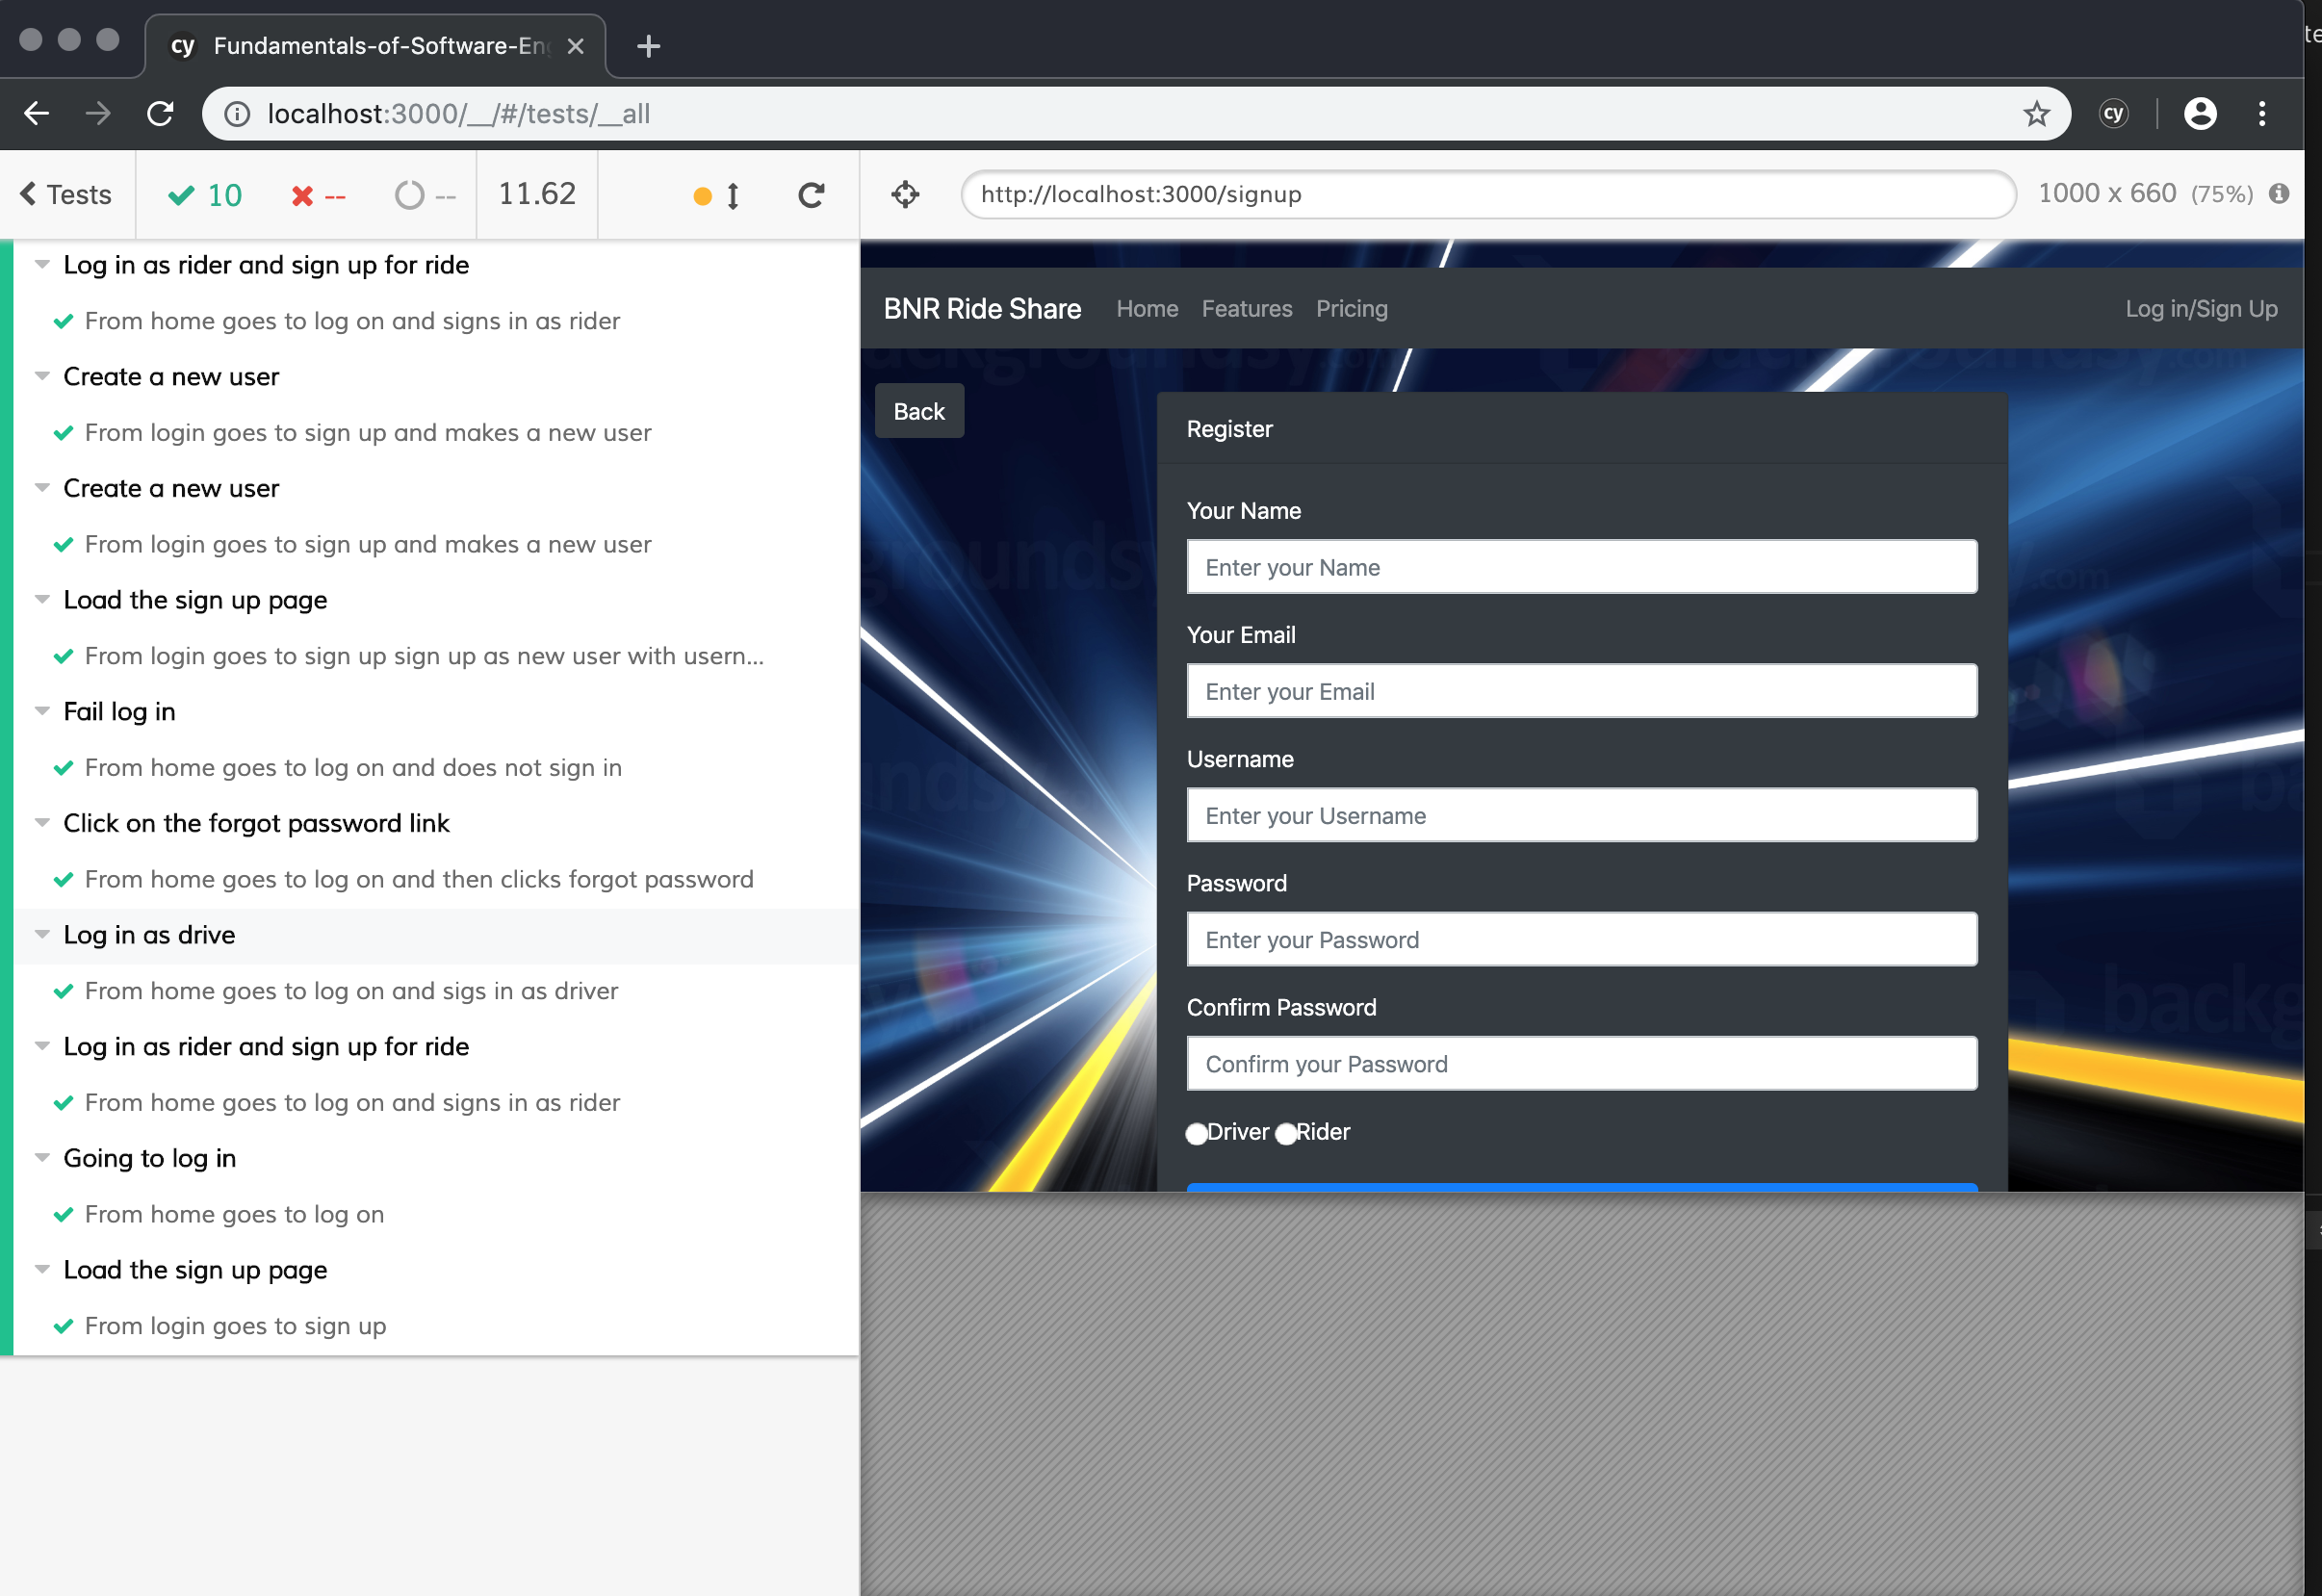 cy Fundamentals-of-Software-En
localhost:3000/__/#/tests/__all
cy
Tests
10
--
--
11.62
http://localhost:3000/signup
1000 x 660 (75%)
Log in as rider and sign up for ride
From home goes to log on and signs in as rider
Create a new user
From login goes to sign up and makes a new user
Create a new user
From login goes to sign up and makes a new user
Load the sign up page
From login goes to sign up sign up as new user with usern...
Fail log in
From home goes to log on and does not sign in
Click on the forgot password link
From home goes to log on and then clicks forgot password
Log in as drive
From home goes to log on and sigs in as driver
Log in as rider and sign up for ride
From home goes to log on and signs in as rider
Going to log in
From home goes to log on
Load the sign up page
From login goes to sign up
BNR Ride Share
Home
Features
Pricing
Log in/Sign Up
Back
Register
Your Name
Enter your Name
Your Email
Enter your Email
Username
Enter your Username
Password
Enter your Password
Confirm Password
Confirm your Password
Driver
Rider